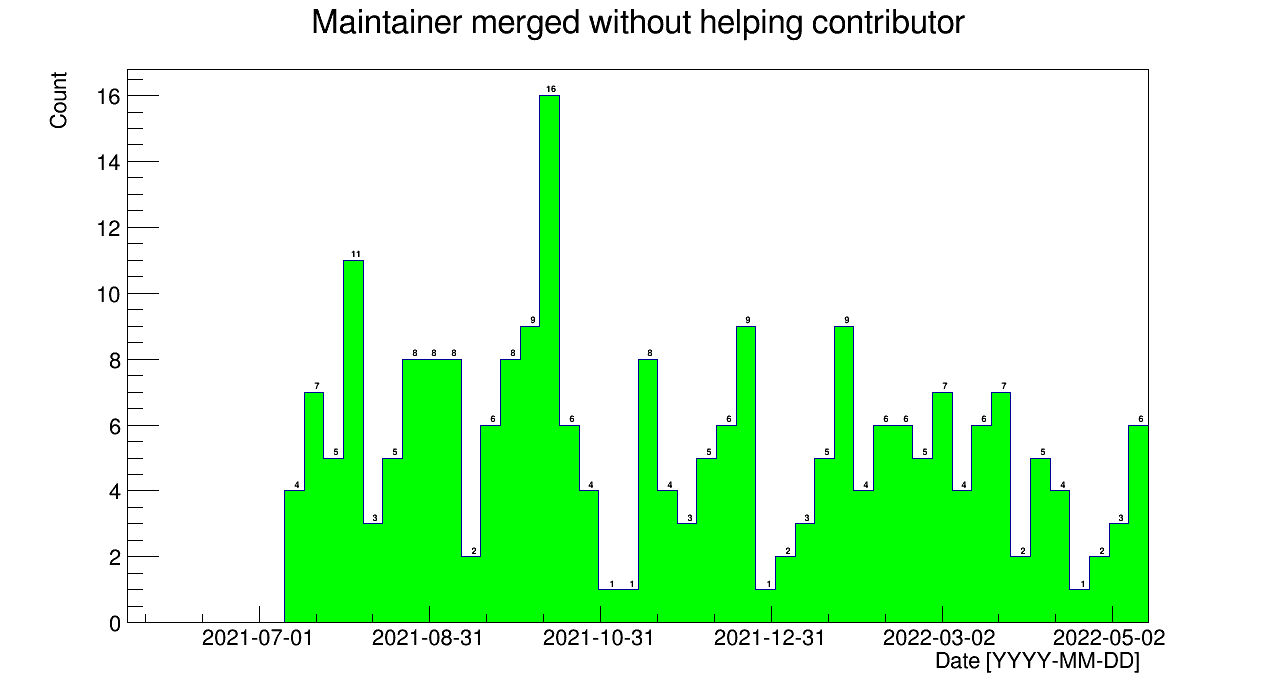 Maintainer merged without helping contributor
Count
16
14
12
10
8
6
4
2
0
4 7 5 11 3 5 8 8 8 2 6 8 9 16 6 4 1 1 8 4 3 5 6 9 1 2 3 5 9 4 6 6 5 7 4 6 7 2 5 4 1 2 3 6
2021-07-01 2021-08-31 2021-10-31 2021-12-31 2022-03-02 2022-05-02
Date [YYYY-MM-DD]